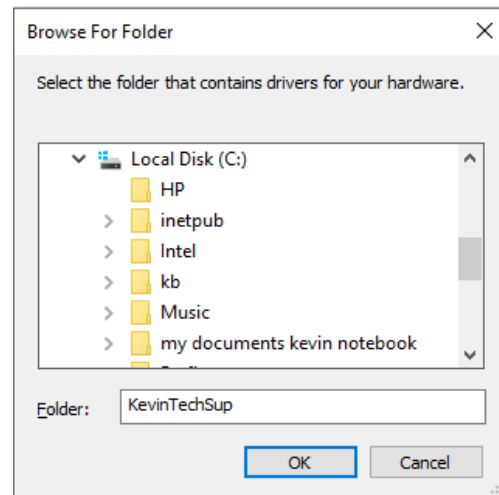 Browse For Folder
Select the folder that contains drivers for your hardware.
Local Disk (C:)
HP
inetpub
Intel
kb
Music
my documents kevin notebook
Folder: KevinTechSup
OK Cancel